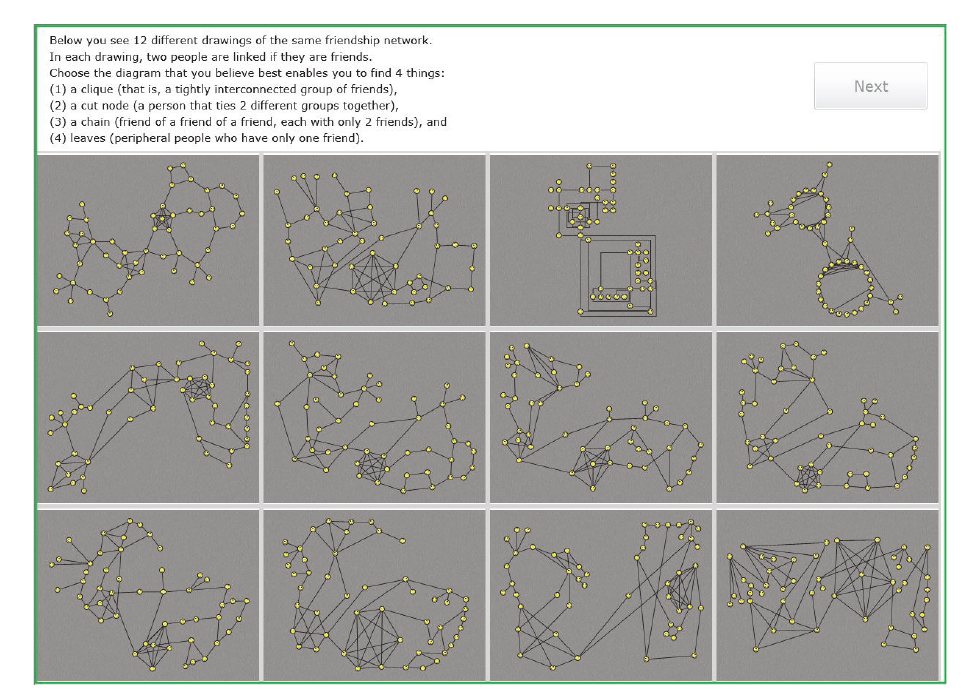 Below you see 12 different drawings of the same friendship network.
In each drawing, two people are linked if they are friends.
Choose the diagram that you believe best enables you to find 4 things:
(1) a clique (that is, a tightly interconnected group of friends),
(2) a cut node (a person that ties 2 different groups together),
(3) a chain (friend of a friend of a friend, each with only 2 friends), and
(4) leaves (peripheral people who have only one friend).
Next